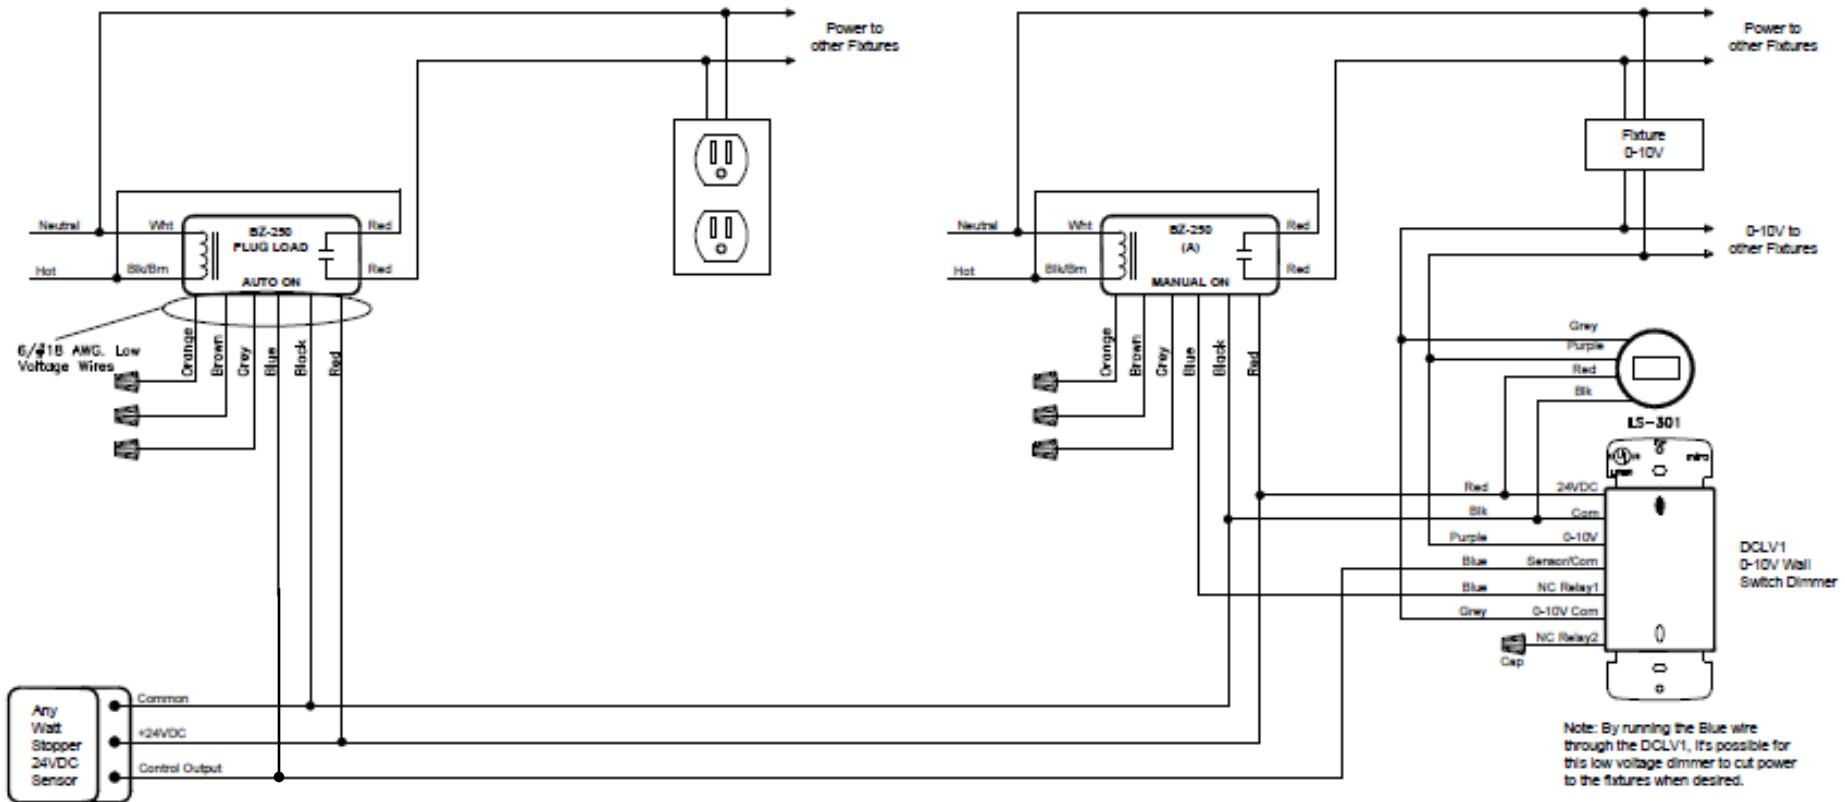 Power to
other Fixtures
Power to
other Fixtures
Fixture
0-10V
Neutral
Wht
BZ-250
PLUG LOAD
Red
Hot
Blk/Brn
AUTO ON
Red
Neutral
Wht
BZ-250
(A)
Red
Hot
Blk/Brn
MANUAL ON
Red
0-10V to
other Fixtures
6/#18 AWG. Low
Voltage Wires
Orange
Brown
Grey
Blue
Black
Red
Orange
Brown
Grey
Blue
Black
Red
Grey
Purple
Red
Blk
LS-301
Red
24VDC
Blk
Com
Purple
0-10V
Blue
Sensor/Com
Blue
NC Relay1
Grey
0-10V Com
NC Relay2
Cap
DCLV1
0-10V Wall
Switch Dimmer
Any
Watt
Stopper
24VDC
Sensor
Common
+24VDC
Control Output
Note: By running the Blue wire
through the DCLV1, it's possible for
this low voltage dimmer to cut power
to the fixtures when desired.